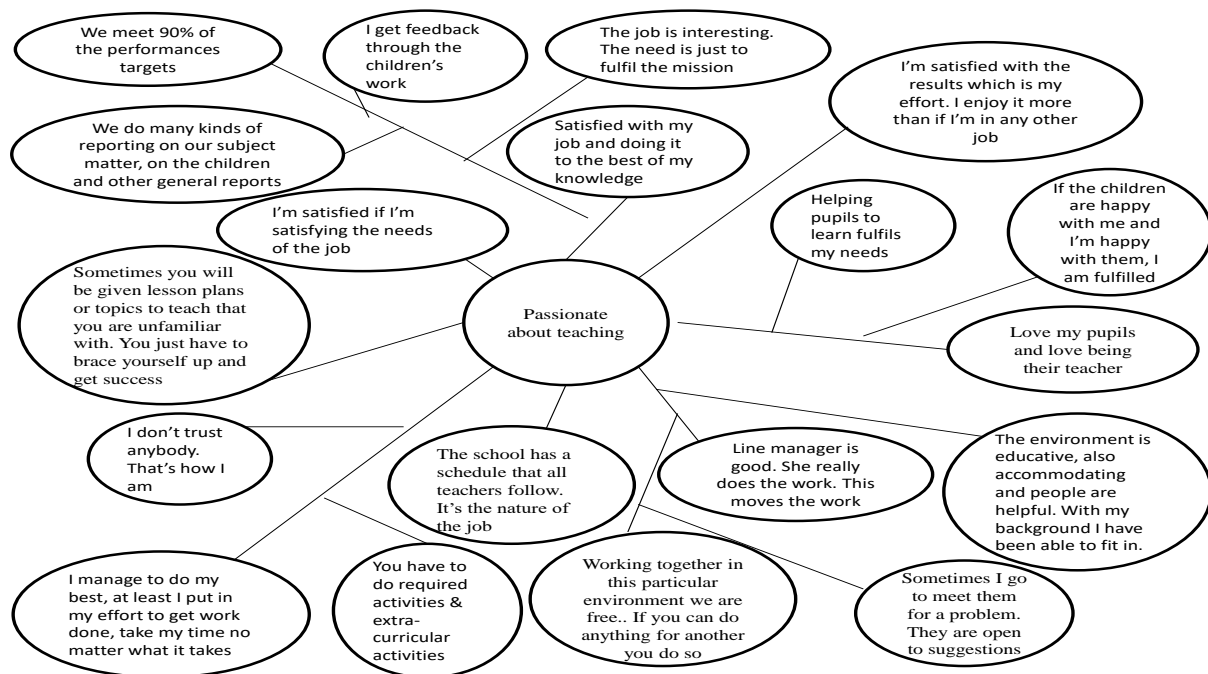 We meet 90% of
the performances
targets
I get feedback
through the
children's
work
The job is interesting.
The need is just to
fulfil the mission
I'm satisfied with the
results which is my
effort. I enjoy it more
than if I'm in any other
job
We do many kinds of
reporting on our subject
matter, on the children
and other general reports
Satisfied with my
job and doing it
to the best of my
knowledge
Helping
pupils to
learn fulfils
my needs
If the children
are happy
with me and
I'm happy
with them, I
am fulfilled
I'm satisfied if I'm
satisfying the needs
of the job
Sometimes you will
be given lesson plans
or topics to teach that
you are unfamiliar
with. You just have to
brace yourself up and
get success
Passionate
about teaching
Love my pupils
and love being
their teacher
I don't trust
anybody.
That's how I
am
The school has a
schedule that all
teachers follow.
It's the nature of
the job
Line manager is
good. She really
does the work. This
moves the work
The environment is
educative, also
accommodating
and people are
helpful. With my
background I have
been able to fit in.
I manage to do my
best, at least I put in
my effort to get work
done, take my time no
matter what it takes
You have to
do required
activities &
extra-
curricular
activities
Working together in
this particular
environment we are
free.. If you can do
anything for another
you do so
Sometimes I go
to meet them
for a problem.
They are open
to suggestions